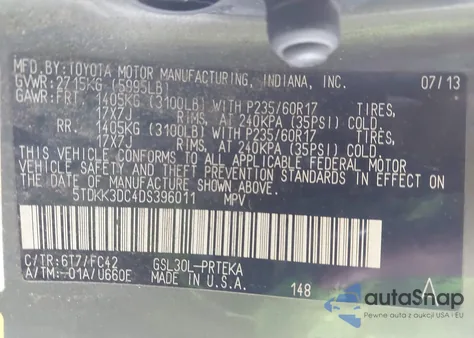 MFD.BY:TOYOTA MOTOR MANUFACTURING, INDIANA, INC. 07/13
GVWR:2715KG (5995LB)
GAWR:FRT. 1405KG (3100LB) WITH P235/60R17 TIRES,
17X7J RIMS, AT 240KPA (35PSI) COLD
RR. 1405KG (3100LB) WITH P235/60R17 TIRES,
17X7J RIMS, AT 240KPA (35PSI) COLD
THIS VEHICLE CONFORMS TO ALL APPLICABLE FEDERAL MOTOR
VEHICLE SAFETY STANDARDS IN EFFECT ON THE
DATE OF MANUFACTURE SHOWN ABOVE.
5TDKK3DC4DS396011 MPV
C/TR:6T7/FC42 GSL30L-PRTEKA
A/TM:-01A/U660E MADE IN U.S.A. 148 A
autoSnap
Pewne auta z aukcji USA i EU